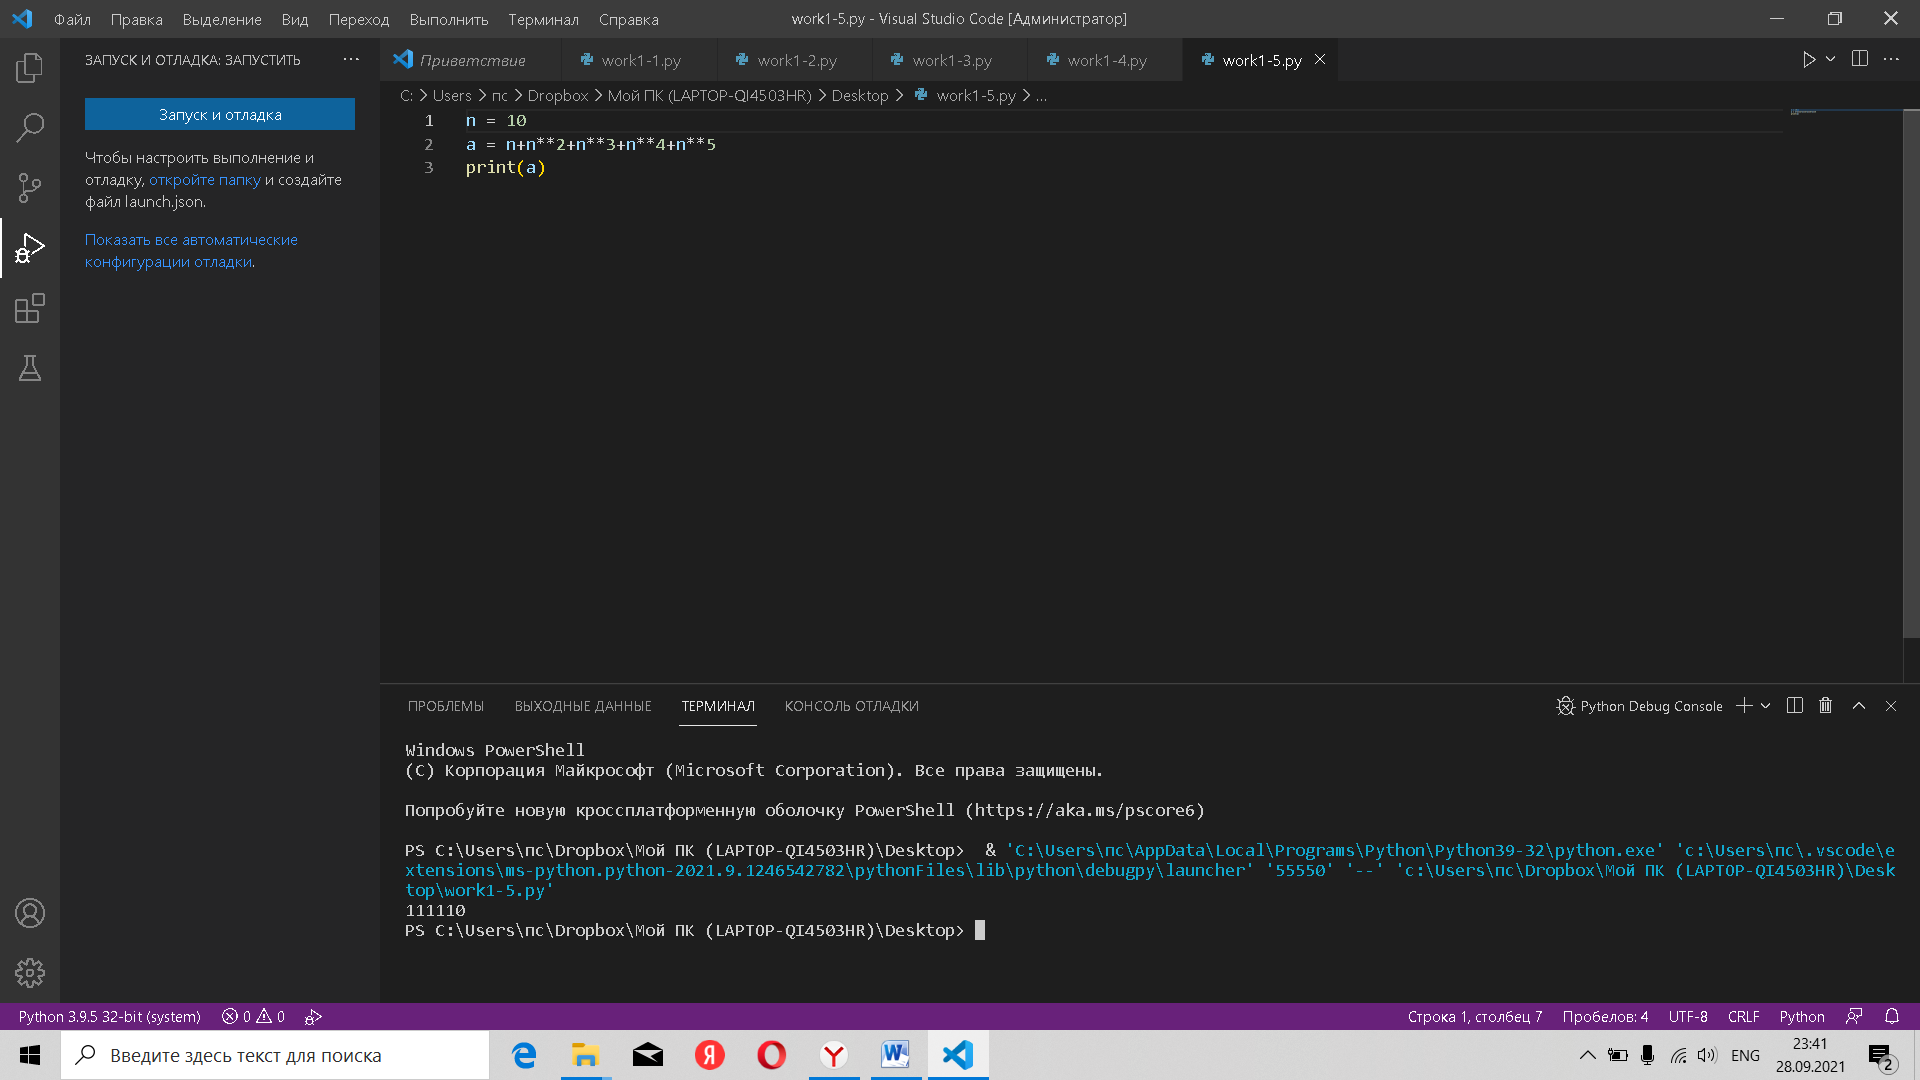 Файл Правка Выделение Вид Переход Выполнить Терминал Справка
work1-5.py - Visual Studio Code [Администратор]
ЗАПУСК И ОТЛАДКА: ЗАПУСТИТЬ
Запуск и отладка
Чтобы настроить выполнение и
отладку, откройте папку и создайте
файл launch.json.
Показать все автоматические
конфигурации отладки.
Приветствие work1-1.py work1-2.py work1-3.py work1-4.py work1-5.py
C: > Users > пс > Dropbox > Мой ПК (LAPTOP-QI4503HR) > Desktop > work1-5.py > ...
1 n = 10
2 a = n+n**2+n**3+n**4+n**5
3 print(a)
ПРОБЛЕМЫ ВЫХОДНЫЕ ДАННЫЕ ТЕРМИНАЛ КОНСОЛЬ ОТЛАДКИ
Python Debug Console
Windows PowerShell
(C) Корпорация Майкрософт (Microsoft Corporation). Все права защищены.
Попробуйте новую кроссплатформенную оболочку PowerShell (https://aka.ms/pscore6)
PS C:\Users\пс\Dropbox\Мой ПК (LAPTOP-QI4503HR)\Desktop>  & 'C:\Users\пс\AppData\Local\Programs\Python\Python39-32\python.exe' 'c:\Users\пс\.vscode\e
xtensions\ms-python.python-2021.9.1246542782\pythonFiles\lib\python\debugpy\launcher' '55550' '--' 'c:\Users\пс\Dropbox\Мой ПК (LAPTOP-QI4503HR)\Desk
top\work1-5.py'
111110
PS C:\Users\пс\Dropbox\Мой ПК (LAPTOP-QI4503HR)\Desktop>
Python 3.9.5 32-bit (system) 0 0
Строка 1, столбец 7 Пробелов: 4 UTF-8 CRLF Python
Введите здесь текст для поиска
ENG
23:41
28.09.2021
2